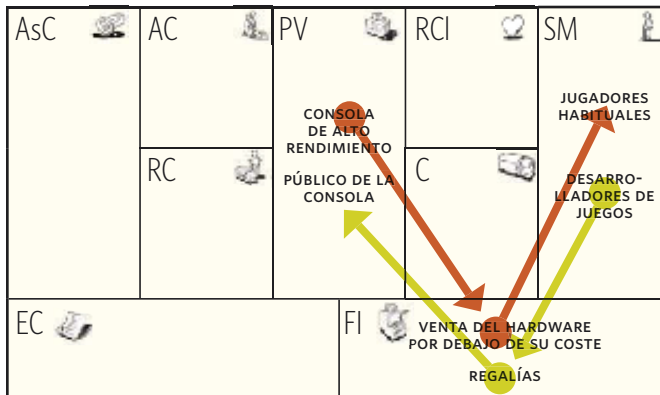 AsC
AC
PV
RCI
SM
CONSOLA
DE ALTO
RENDIMIENTO
JUGADORES
HABITUALES
RC
PÚBLICO DE LA
CONSOLA
C
DESARRO-
LLADORES DE
JUEGOS
EC
FI
VENTA DEL HARDWARE
POR DEBAJO DE SU COSTE
REGALÍAS